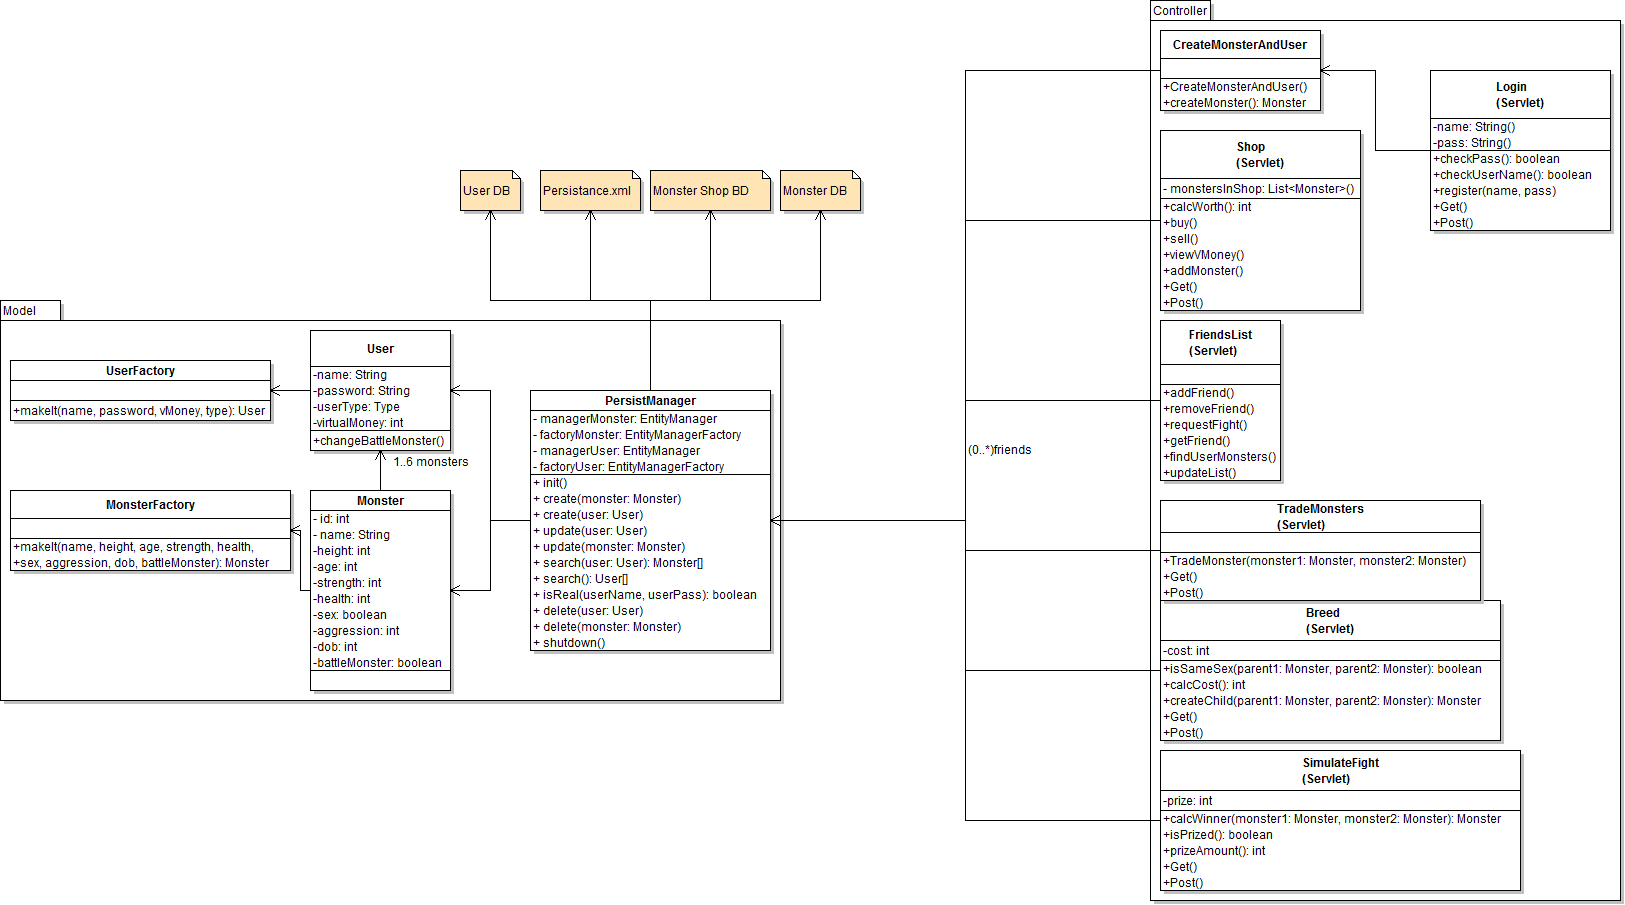 Controller
CreateMonsterAndUser
+CreateMonsterAndUser()
+createMonster(): Monster
Login
(Servlet)
-name: String()
-pass: String()
+checkPass(): boolean
+checkUserName(): boolean
+register(name, pass)
+Get()
+Post()
Shop
(Servlet)
- monstersInShop: List<Monster>()
+calcWorth(): int
+buy()
+sell()
+viewVMoney()
+addMonster()
+Get()
+Post()
FriendsList
(Servlet)
+addFriend()
+removeFriend()
+requestFight()
+getFriend()
+findUserMonsters()
+updateList()
(0..*)friends
TradeMonsters
(Servlet)
+TradeMonster(monster1: Monster, monster2: Monster)
+Get()
+Post()
Breed
(Servlet)
-cost: int
+isSameSex(parent1: Monster, parent2: Monster): boolean
+calcCost(): int
+createChild(parent1: Monster, parent2: Monster): Monster
+Get()
+Post()
SimulateFight
(Servlet)
-prize: int
+calcWinner(monster1: Monster, monster2: Monster): Monster
+isPrized(): boolean
+prizeAmount(): int
+Get()
+Post()
User DB
Persistance.xml
Monster Shop BD
Monster DB
Model
UserFactory
+makeIt(name, password, vMoney, type): User
User
-name: String
-password: String
-userType: Type
-virtualMoney: int
+changeBattleMonster()
1..6 monsters
MonsterFactory
+makeIt(name, height, age, strength, health,
+sex, aggression, dob, battleMonster): Monster
Monster
- id: int
- name: String
-height: int
-age: int
-strength: int
-health: int
-sex: boolean
-aggression: int
-dob: int
-battleMonster: boolean
PersistManager
- managerMonster: EntityManager
- factoryMonster: EntityManagerFactory
- managerUser: EntityManager
- factoryUser: EntityManagerFactory
+ init()
+ create(monster: Monster)
+ create(user: User)
+ update(user: User)
+ update(monster: Monster)
+ search(user: User): Monster[]
+ search(): User[]
+ isReal(userName, userPass): boolean
+ delete(user: User)
+ delete(monster: Monster)
+ shutdown()